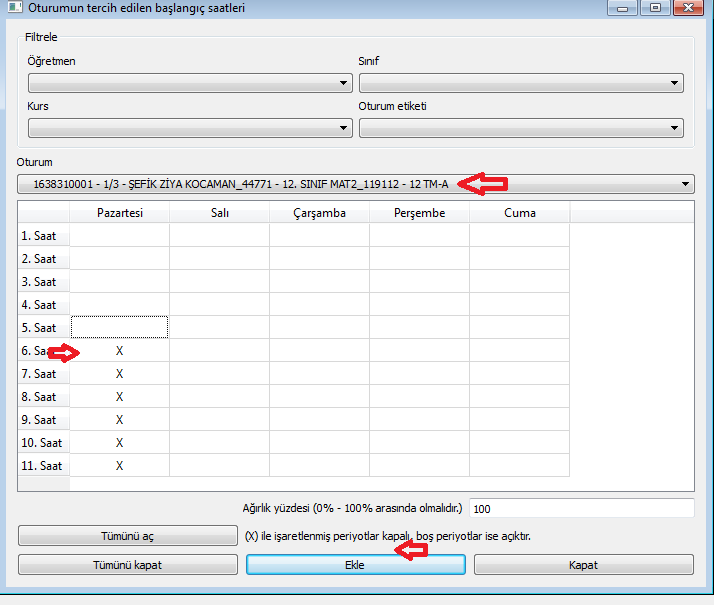 Oturumun tercih edilen başlangıç saatleri
Filtrele
Öğretmen Sınıf
Kurs Oturum etiketi
Oturum
1638310001 - 1/3 - ŞEFİK ZİYA KOCAMAN_44771 - 12. SINIF MAT2_119112 - 12 TM-A
Pazartesi Salı Çarşamba Perşembe Cuma
1. Saat
2. Saat
3. Saat
4. Saat
5. Saat
6. Saat X
7. Saat X
8. Saat X
9. Saat X
10. Saat X
11. Saat X
Ağırlık yüzdesi (0% - 100% arasında olmalıdır.) 100
Tümünü aç (X) ile işaretlenmiş periyotlar kapalı, boş periyotlar ise açıktır.
Tümünü kapat Ekle Kapat